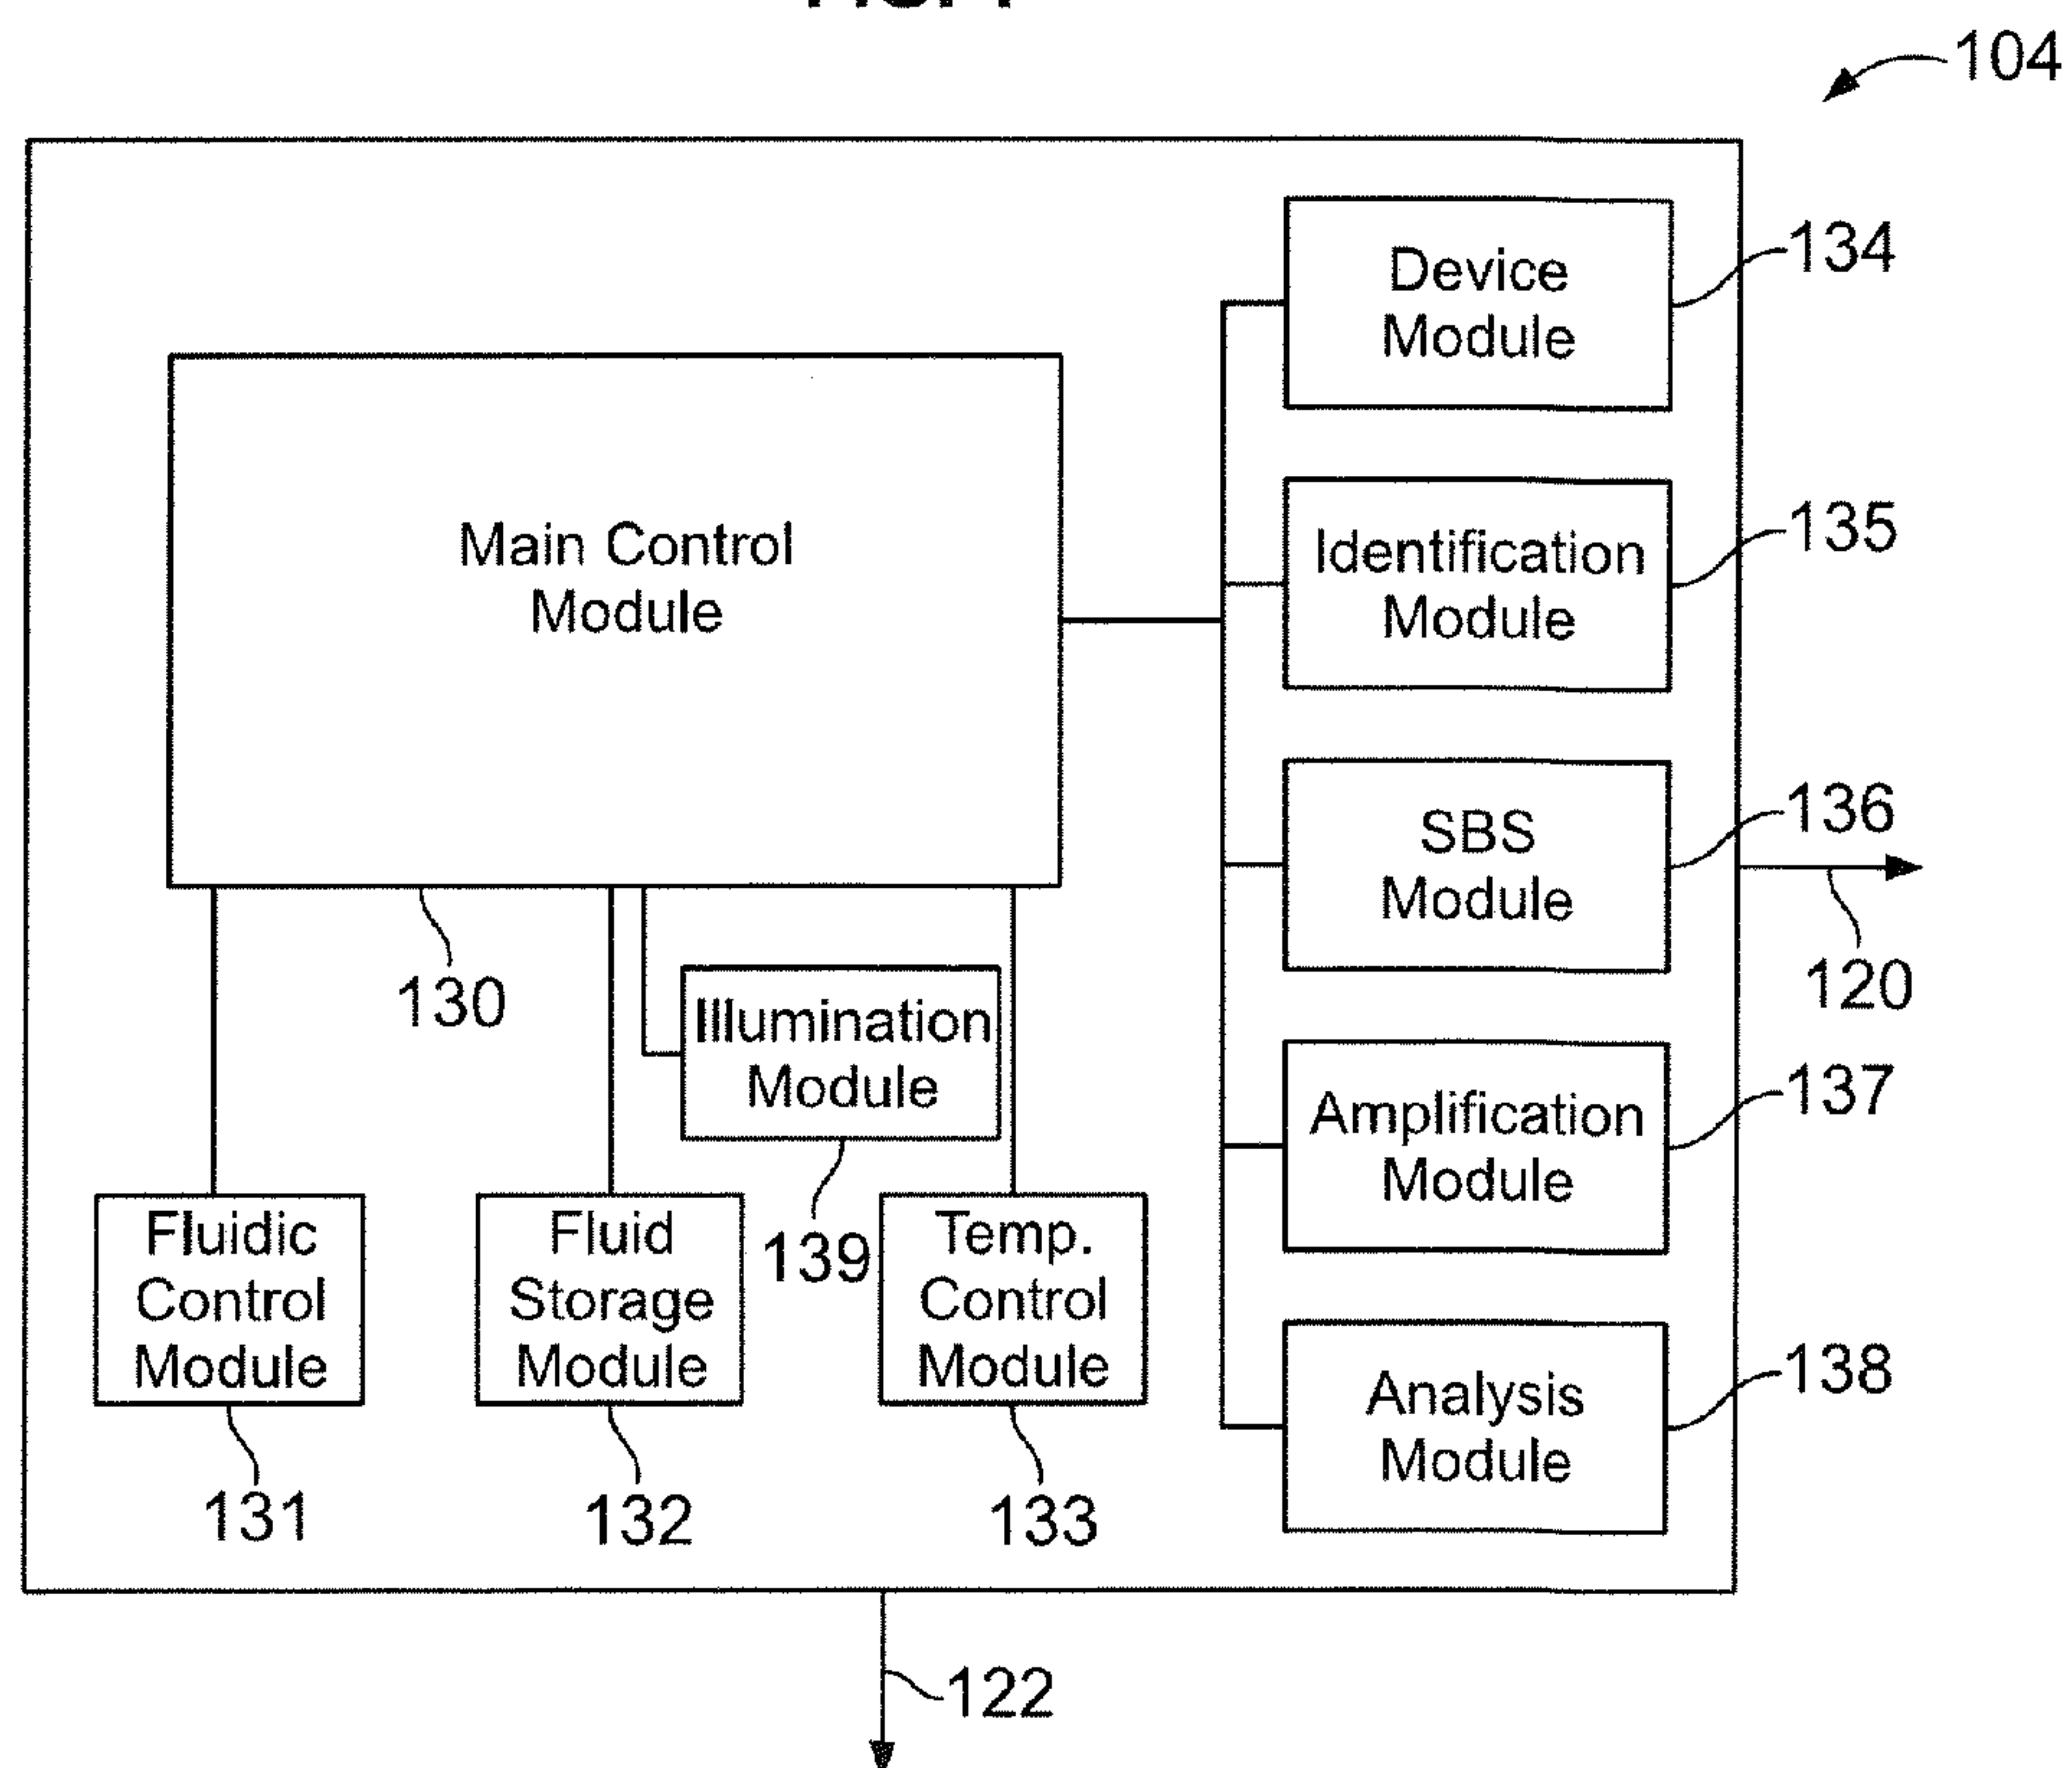 104
Device
Module
134
Identification
Module
135
Main Control
Module
SBS
Module
136
120
130
Illumination
Module
139
Amplification
Module
137
Fluidic
Control
Module
131
Fluid
Storage
Module
132
Temp.
Control
Module
133
Analysis
Module
138
122